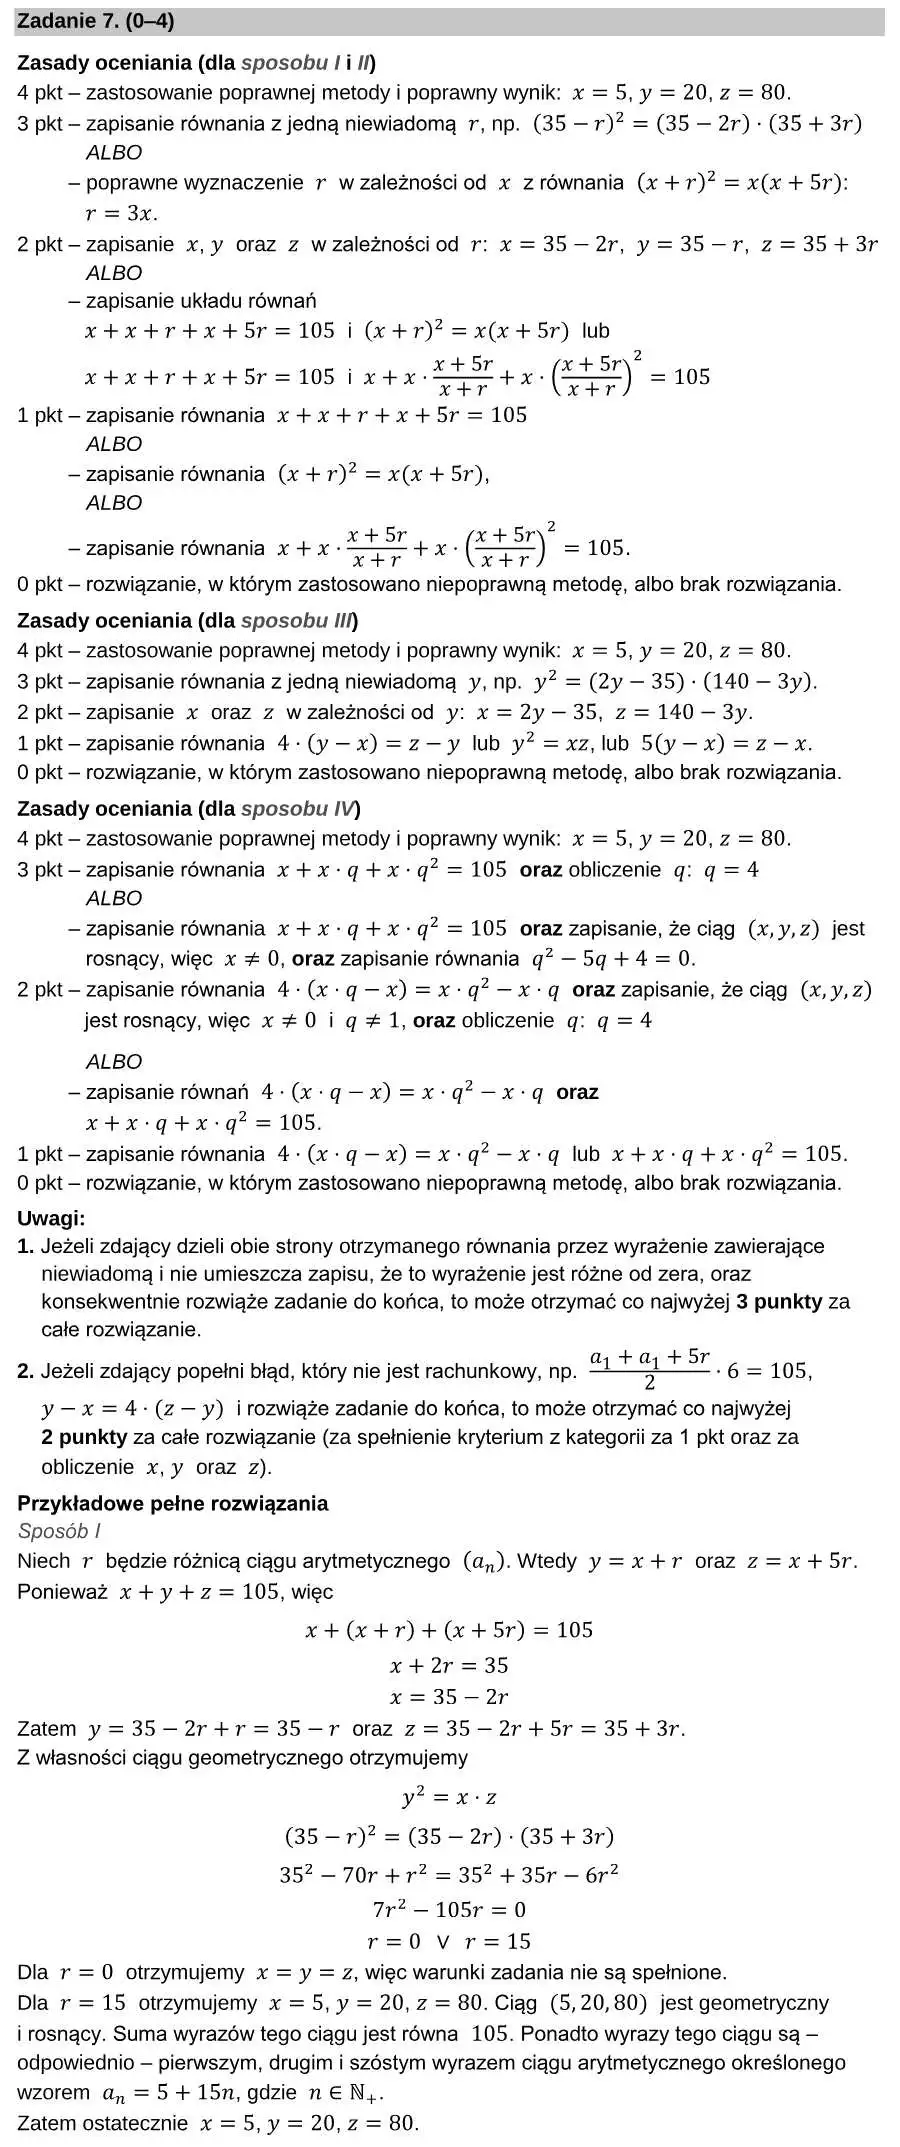 Zadanie 7. (0–4)
Zasady oceniania (dla sposobu I i II)
4 pkt – zastosowanie poprawnej metody i poprawny wynik: x = 5, y = 20, z = 80.
3 pkt – zapisanie równania z jedną niewiadomą r, np. (35 − r)² = (35 − 2r) · (35 + 3r)
ALBO
– poprawne wyznaczenie r w zależności od x z równania (x + r)² = x(x + 5r):
r = 3x.
2 pkt – zapisanie x, y oraz z w zależności od r: x = 35 − 2r, y = 35 − r, z = 35 + 3r
ALBO
– zapisanie układu równań
x + x + r + x + 5r = 105 i (x + r)² = x(x + 5r) lub
x + x + r + x + 5r = 105 i x + x · \frac{x + 5r}{x + r} + x · (\frac{x + 5r}{x + r})² = 105
1 pkt – zapisanie równania x + x + r + x + 5r = 105
ALBO
– zapisanie równania (x + r)² = x(x + 5r),
ALBO
– zapisanie równania x + x · \frac{x + 5r}{x + r} + x · (\frac{x + 5r}{x + r})² = 105.
0 pkt – rozwiązanie, w którym zastosowano niepoprawną metodę, albo brak rozwiązania.
Zasady oceniania (dla sposobu III)
4 pkt – zastosowanie poprawnej metody i poprawny wynik: x = 5, y = 20, z = 80.
3 pkt – zapisanie równania z jedną niewiadomą y, np. y² = (2y − 35) · (140 − 3y).
2 pkt – zapisanie x oraz z w zależności od y: x = 2y − 35, z = 140 − 3y.
1 pkt – zapisanie równania 4 · (y − x) = z − y lub y² = xz, lub 5(y − x) = z − x.
0 pkt – rozwiązanie, w którym zastosowano niepoprawną metodę, albo brak rozwiązania.
Zasady oceniania (dla sposobu IV)
4 pkt – zastosowanie poprawnej metody i poprawny wynik: x = 5, y = 20, z = 80.
3 pkt – zapisanie równania x + x · q + x · q² = 105 oraz obliczenie q: q = 4
ALBO
– zapisanie równania x + x · q + x · q² = 105 oraz zapisanie, że ciąg (x, y, z) jest
rosnący, więc x ≠ 0, oraz zapisanie równania q² − 5q + 4 = 0.
2 pkt – zapisanie równania 4 · (x · q − x) = x · q² − x · q oraz zapisanie, że ciąg (x, y, z)
jest rosnący, więc x ≠ 0 i q ≠ 1, oraz obliczenie q: q = 4
ALBO
– zapisanie równań 4 · (x · q − x) = x · q² − x · q oraz
x + x · q + x · q² = 105.
1 pkt – zapisanie równania 4 · (x · q − x) = x · q² − x · q lub x + x · q + x · q² = 105.
0 pkt – rozwiązanie, w którym zastosowano niepoprawną metodę, albo brak rozwiązania.
Uwagi:
1. Jeżeli zdający dzieli obie strony otrzymanego równania przez wyrażenie zawierające
niewiadomą i nie umieszcza zapisu, że to wyrażenie jest różne od zera, oraz
konsekwentnie rozwiąże zadanie do końca, to może otrzymać co najwyżej 3 punkty za
całe rozwiązanie.
2. Jeżeli zdający popełni błąd, który nie jest rachunkowy, np. \frac{a₁ + a₁ + 5r}{2} · 6 = 105,
y − x = 4 · (z − y) i rozwiąże zadanie do końca, to może otrzymać co najwyżej
2 punkty za całe rozwiązanie (za spełnienie kryterium z kategorii za 1 pkt oraz za
obliczenie x, y oraz z).
Przykładowe pełne rozwiązania
Sposób I
Niech r będzie różnicą ciągu arytmetycznego (aₙ). Wtedy y = x + r oraz z = x + 5r.
Ponieważ x + y + z = 105, więc
x + (x + r) + (x + 5r) = 105
x + 2r = 35
x = 35 − 2r
Zatem y = 35 − 2r + r = 35 − r oraz z = 35 − 2r + 5r = 35 + 3r.
Z własności ciągu geometrycznego otrzymujemy
y² = x · z
(35 − r)² = (35 − 2r) · (35 + 3r)
35² − 70r + r² = 35² + 35r − 6r²
7r² − 105r = 0
r = 0 ∨ r = 15
Dla r = 0 otrzymujemy x = y = z, więc warunki zadania nie są spełnione.
Dla r = 15 otrzymujemy x = 5, y = 20, z = 80. Ciąg (5, 20, 80) jest geometryczny
i rosnący. Suma wyrazów tego ciągu jest równa 105. Ponadto wyrazy tego ciągu są –
odpowiednio – pierwszym, drugim i szóstym wyrazem ciągu arytmetycznego określonego
wzorem aₙ = 5 + 15n, gdzie n ∈ ℕ₊.
Zatem ostatecznie x = 5, y = 20, z = 80.